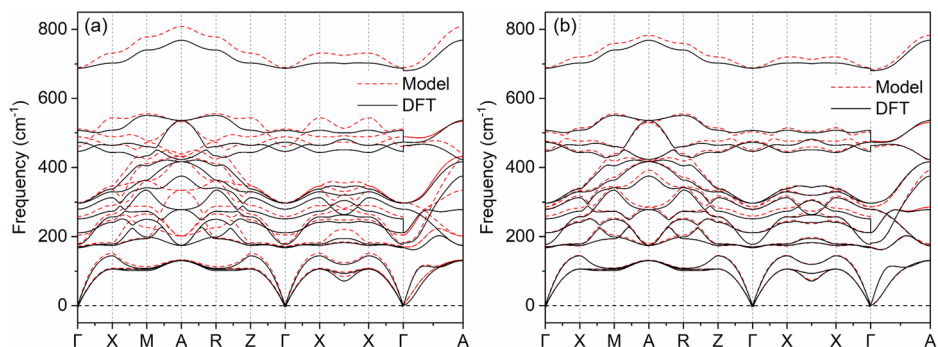 (a)
Model
DFT
Frequency (cm⁻¹)
800
600
400
200
0
Γ X M A R Z Γ X X Γ A
(b)
Model
DFT
Frequency (cm⁻¹)
800
600
400
200
0
Γ X M A R Z Γ X X Γ A